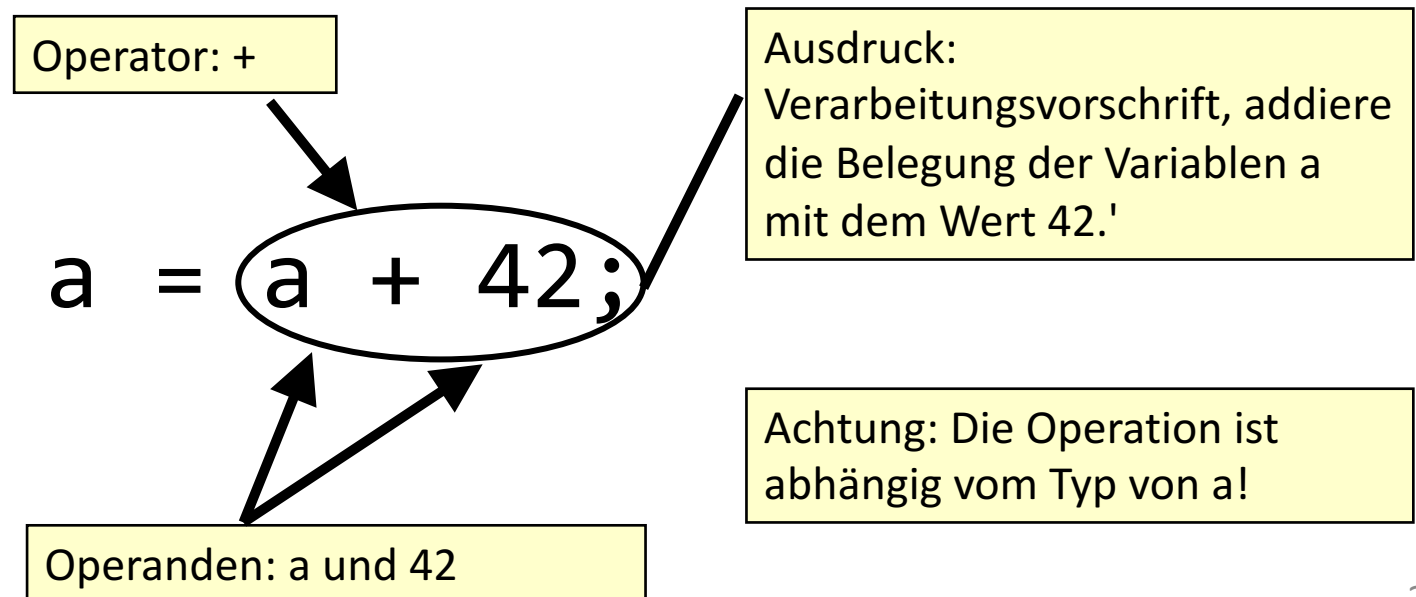 Operator: +
Ausdruck:
Verarbeitungsvorschrift, addiere
die Belegung der Variablen a
mit dem Wert 42.'
a = a + 42;
Achtung: Die Operation ist
abhängig vom Typ von a!
Operanden: a und 42